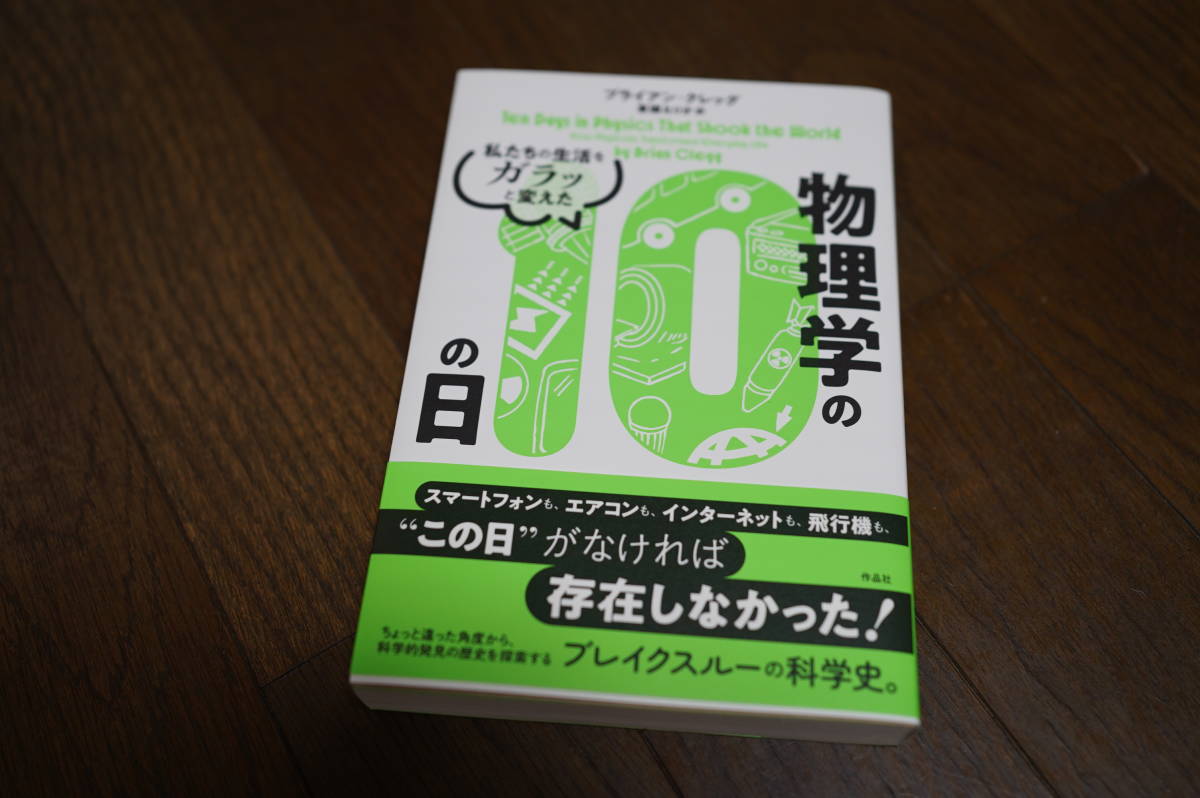 ブライアン・クレッグ
Ten Days in Physics That Shook the World
by Brian Clegg
私たちの生活を
ガラッ
と変えた
物理学の
10
の日
スマートフォンも、エアコンも、インターネットも、飛行機も、
“この日”がなければ
存在しなかった!
作品社
ちょっと違った角度から、
科学的発見の歴史を探索する
ブレイクスルーの科学史。